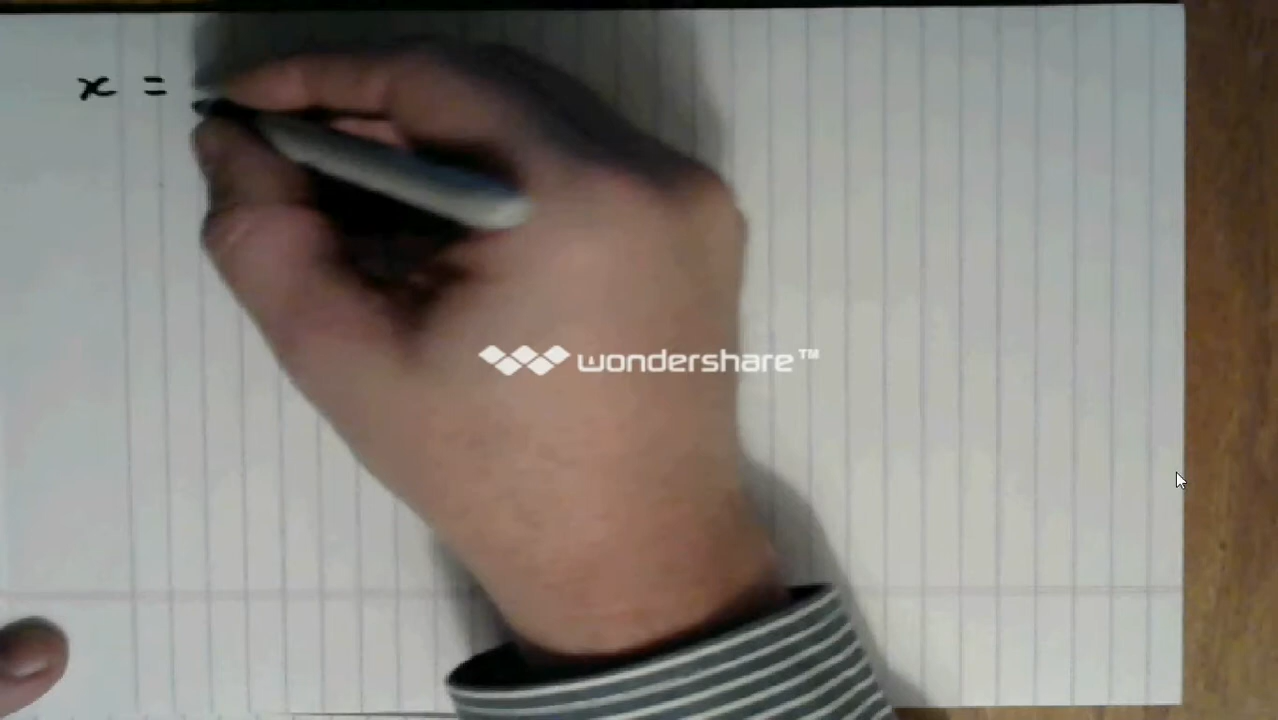 x =
wondershare™